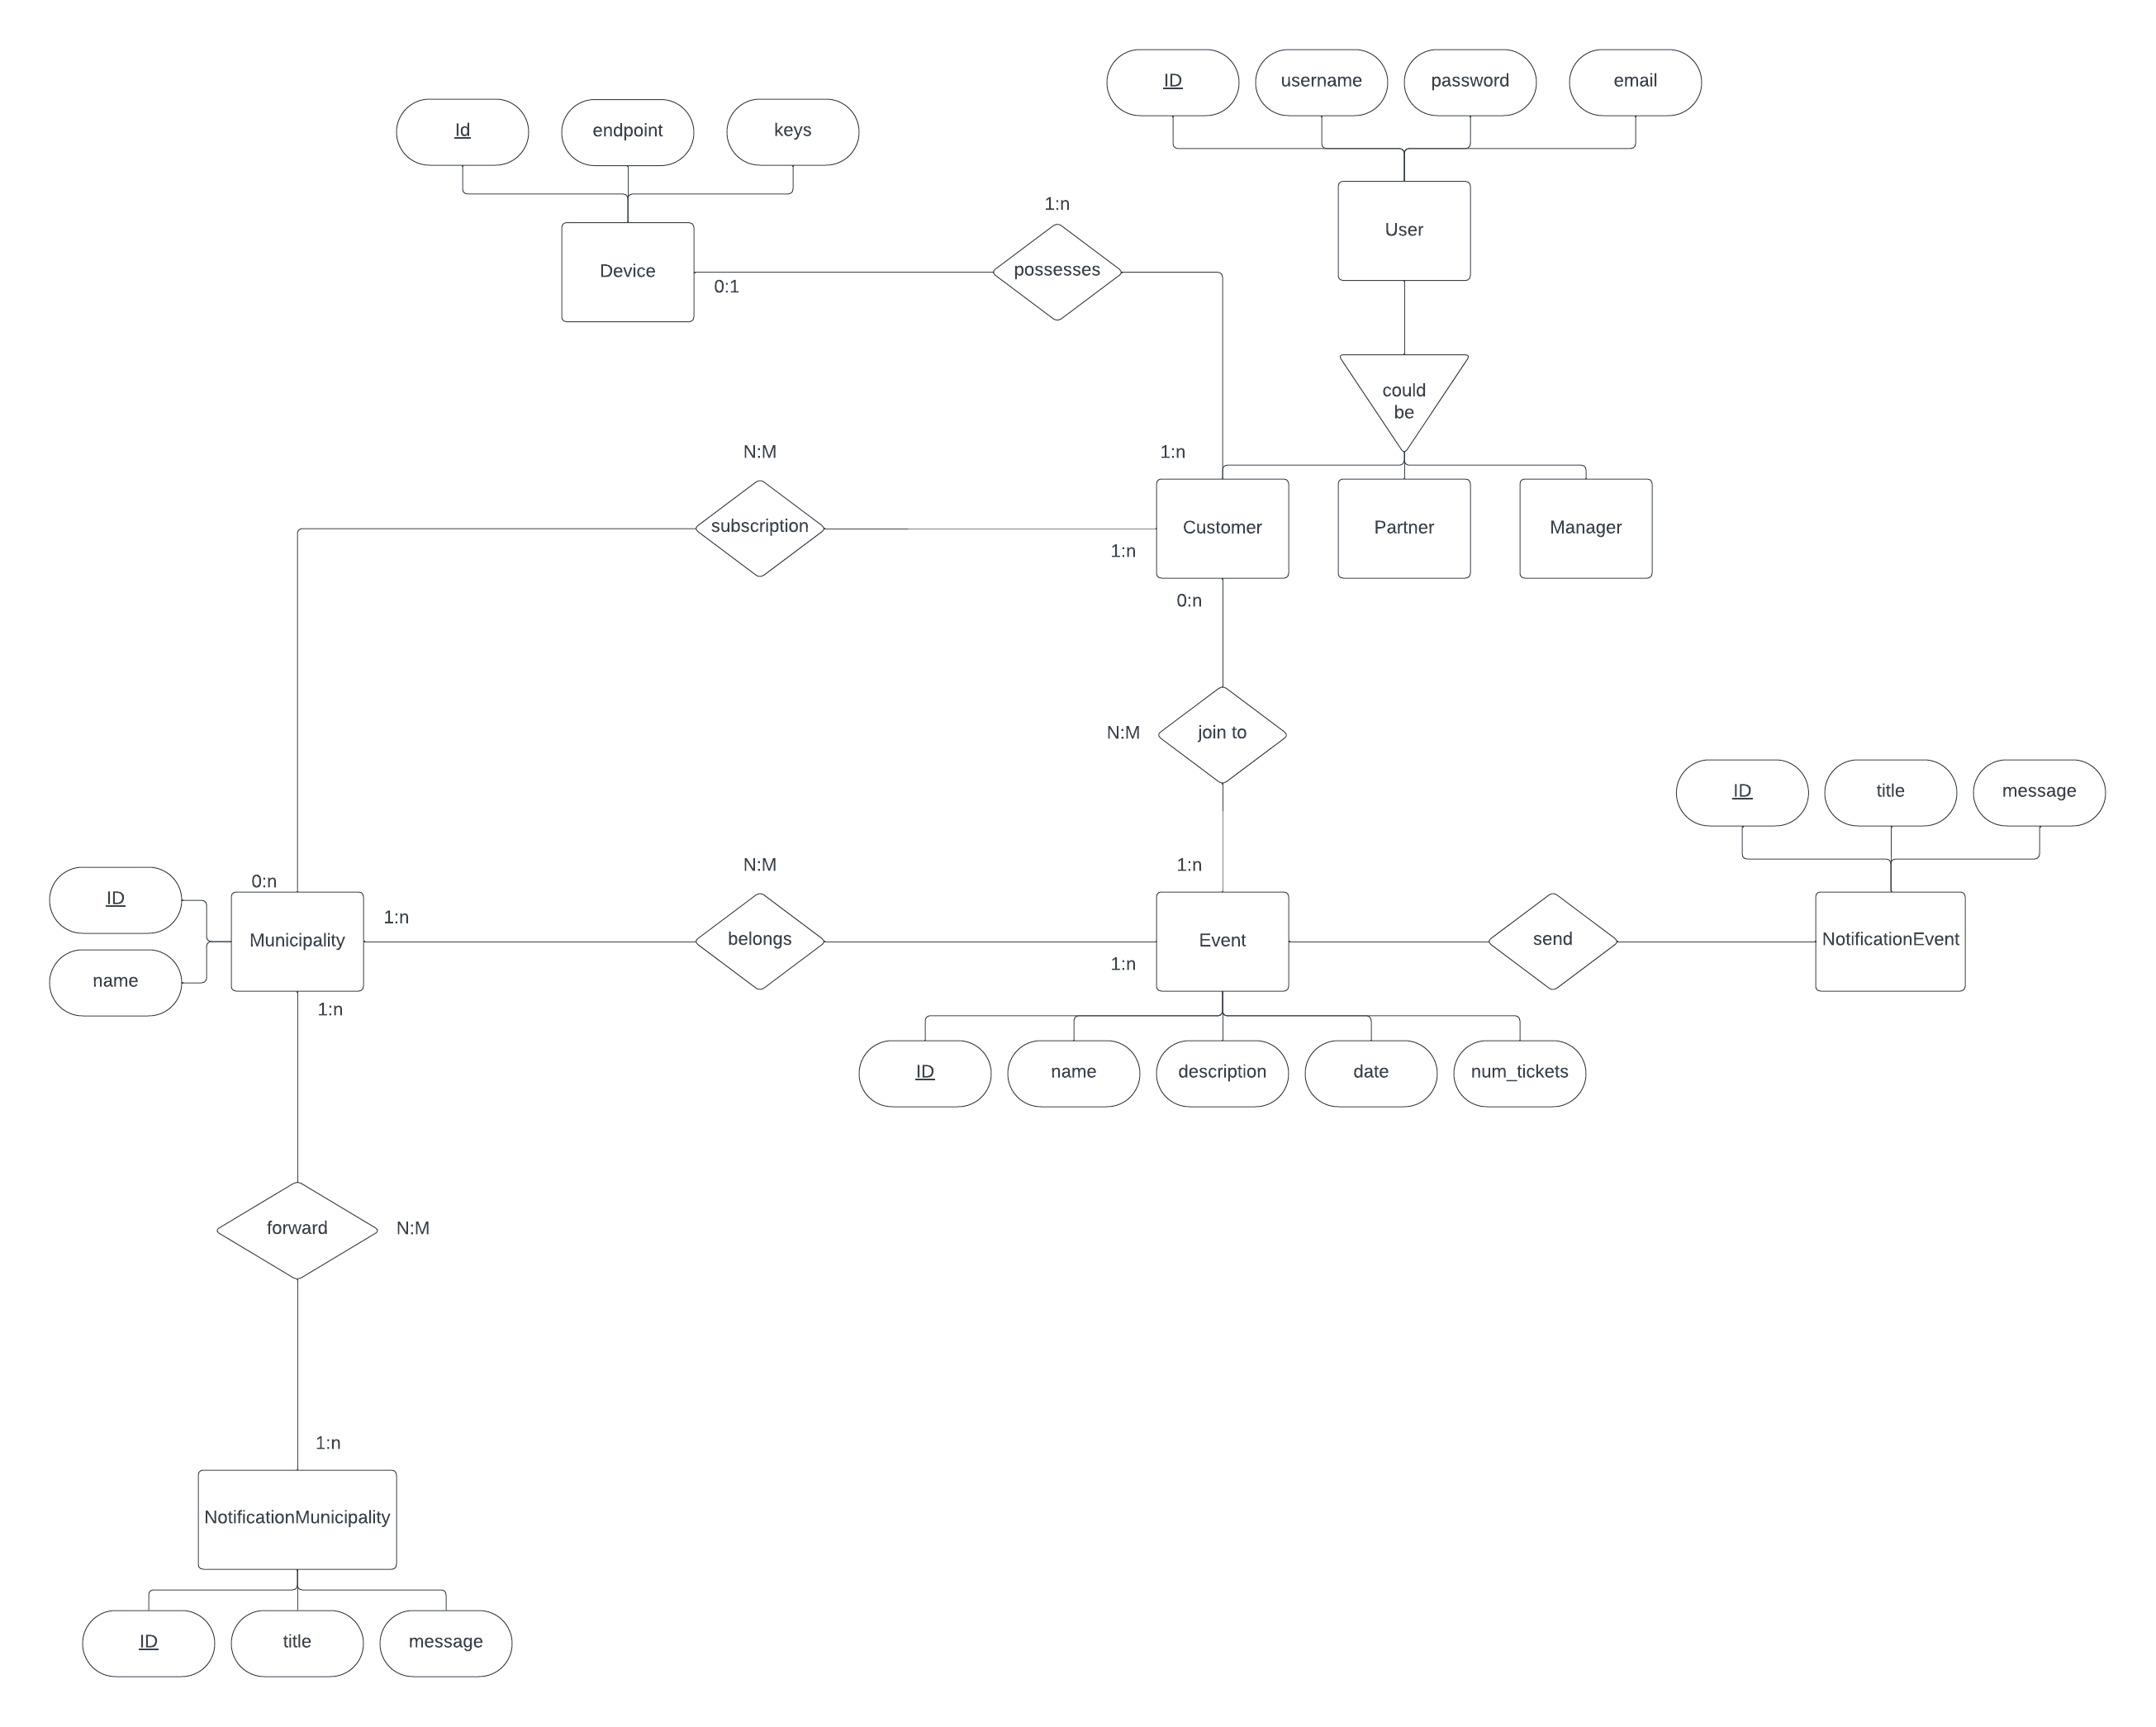 ID
username
password
email
Id
endpoint
keys
1:n
User
Device
possesses
0:1
could
be
N:M
1:n
subscription
Customer
Partner
Manager
1:n
0:n
N:M
join to
ID
title
message
N:M
1:n
0:n
ID
1:n
Municipality
belongs
Event
send
NotificationEvent
1:n
name
1:n
ID
name
description
date
num_tickets
forward
N:M
1:n
NotificationMunicipality
ID
title
message